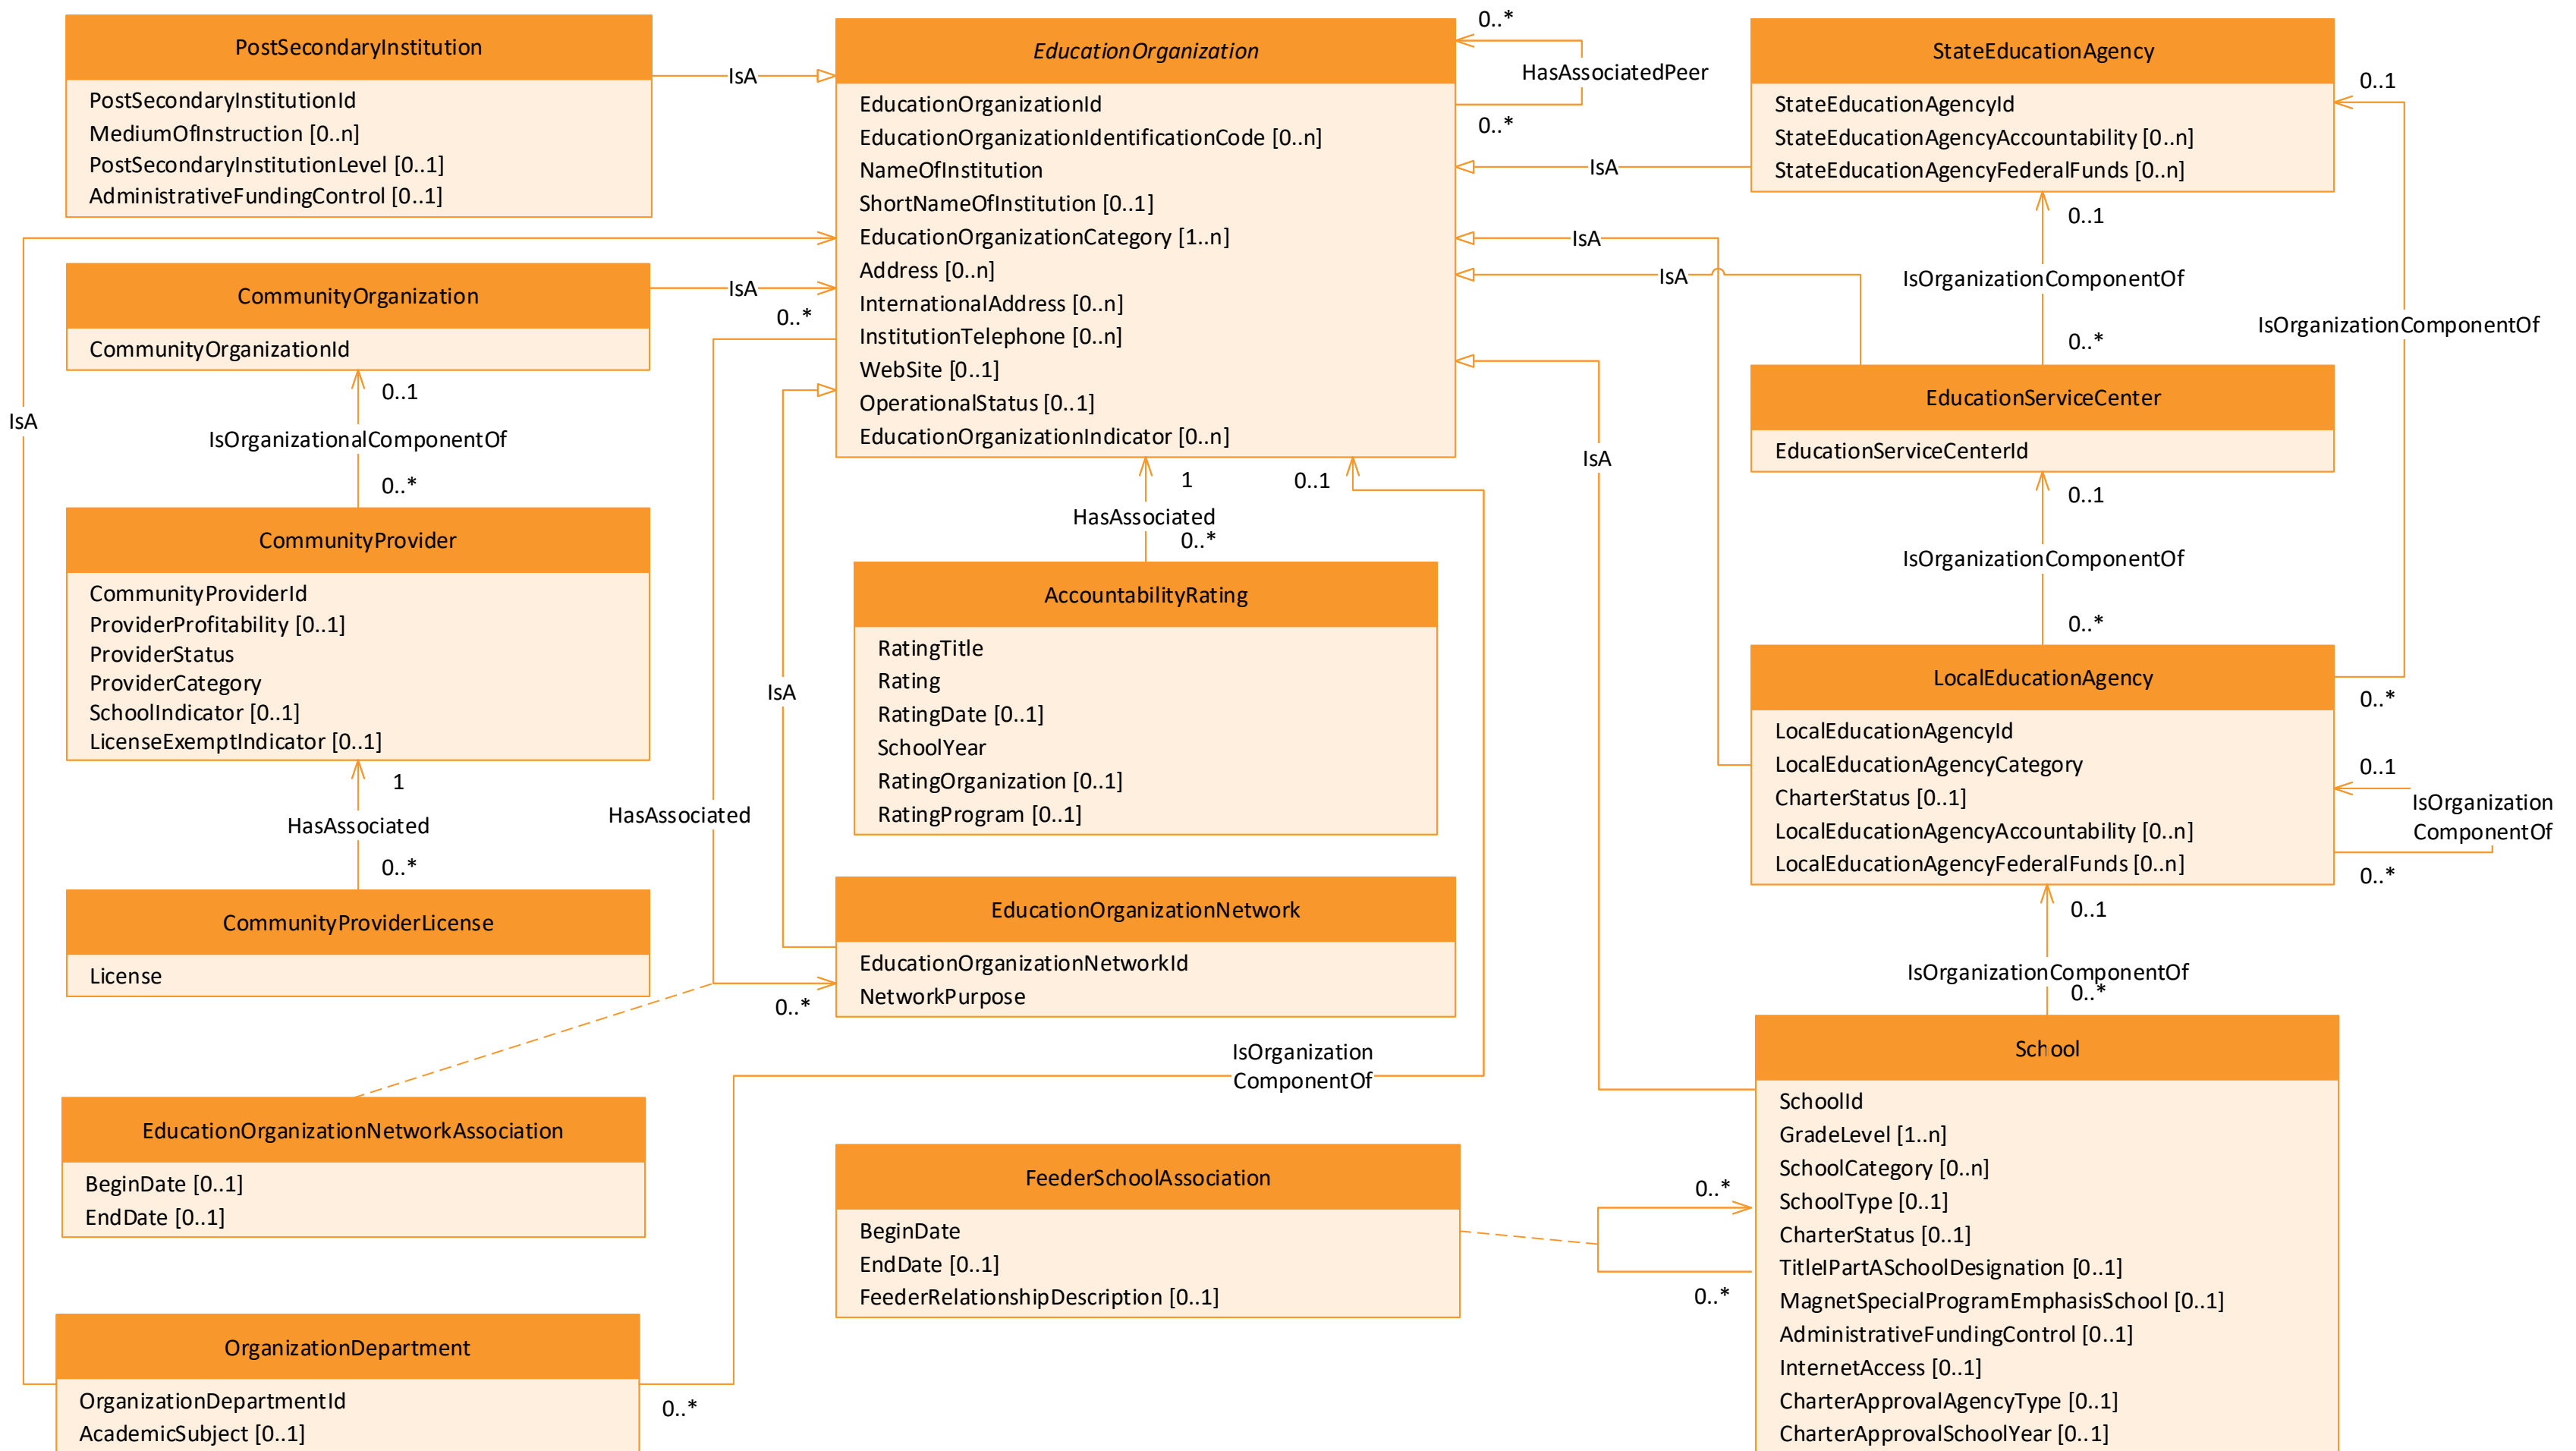 PostSecondaryInstitution
PostSecondaryInstitutionId
MediumOfInstruction [0..n]
PostSecondaryInstitutionLevel [0..1]
AdministrativeFundingControl [0..1]
IsA
EducationOrganization
EducationOrganizationId
EducationOrganizationIdentificationCode [0..n]
NameOfInstitution
ShortNameOfInstitution [0..1]
EducationOrganizationCategory [1..n]
Address [0..n]
InternationalAddress [0..n]
InstitutionTelephone [0..n]
WebSite [0..1]
OperationalStatus [0..1]
EducationOrganizationIndicator [0..n]
0..*
HasAssociatedPeer
0..*
IsA
IsA
IsA
IsA
StateEducationAgency
StateEducationAgencyId
StateEducationAgencyAccountability [0..n]
StateEducationAgencyFederalFunds [0..n]
0..1
0..1
IsOrganizationComponentOf
0..*
IsOrganizationComponentOf
CommunityOrganization
CommunityOrganizationId
IsA
0..*
0..1
IsOrganizationalComponentOf
0..*
IsA
CommunityProvider
CommunityProviderId
ProviderProfitability [0..1]
ProviderStatus
ProviderCategory
SchoolIndicator [0..1]
LicenseExemptIndicator [0..1]
1
HasAssociated
0..*
CommunityProviderLicense
License
1
HasAssociated
0..*
0..1
AccountabilityRating
RatingTitle
Rating
RatingDate [0..1]
SchoolYear
RatingOrganization [0..1]
RatingProgram [0..1]
IsA
HasAssociated
EducationOrganizationNetwork
EducationOrganizationNetworkId
NetworkPurpose
0..*
EducationServiceCenter
EducationServiceCenterId
0..1
IsOrganizationComponentOf
0..*
LocalEducationAgency
LocalEducationAgencyId
LocalEducationAgencyCategory
CharterStatus [0..1]
LocalEducationAgencyAccountability [0..n]
LocalEducationAgencyFederalFunds [0..n]
0..*
0..1
IsOrganization
ComponentOf
0..*
0..1
IsOrganizationComponentOf
0..*
EducationOrganizationNetworkAssociation
BeginDate [0..1]
EndDate [0..1]
IsOrganization
ComponentOf
FeederSchoolAssociation
BeginDate
EndDate [0..1]
FeederRelationshipDescription [0..1]
0..*
0..*
School
SchoolId
GradeLevel [1..n]
SchoolCategory [0..n]
SchoolType [0..1]
CharterStatus [0..1]
TitleIPartASchoolDesignation [0..1]
MagnetSpecialProgramEmphasisSchool [0..1]
AdministrativeFundingControl [0..1]
InternetAccess [0..1]
CharterApprovalAgencyType [0..1]
CharterApprovalSchoolYear [0..1]
OrganizationDepartment
OrganizationDepartmentId
AcademicSubject [0..1]
0..*